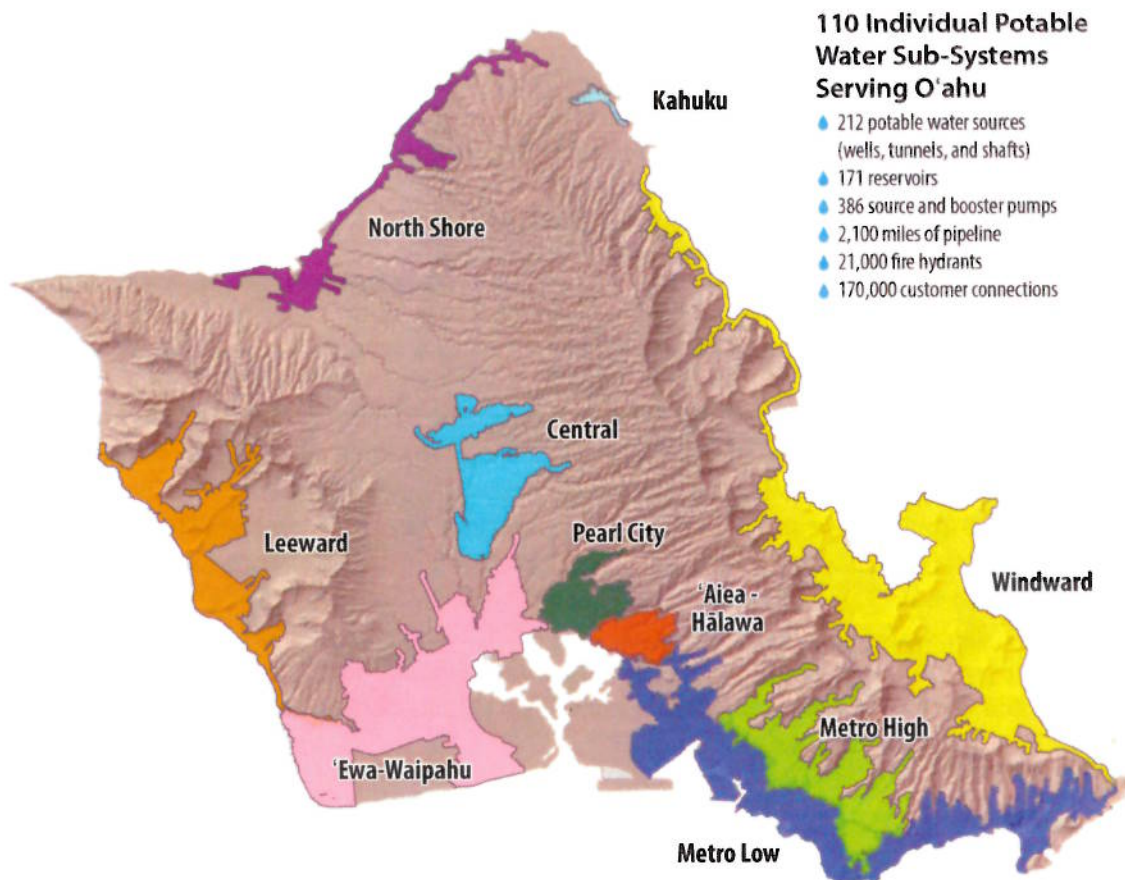 110 Individual Potable
Water Sub-Systems
Serving Oʻahu
212 potable water sources
(wells, tunnels, and shafts)
171 reservoirs
386 source and booster pumps
2,100 miles of pipeline
21,000 fire hydrants
170,000 customer connections
Kahuku
North Shore
Central
Leeward
Pearl City
ʻAiea -
Hālawa
Windward
Metro High
ʻEwa-Waipahu
Metro Low